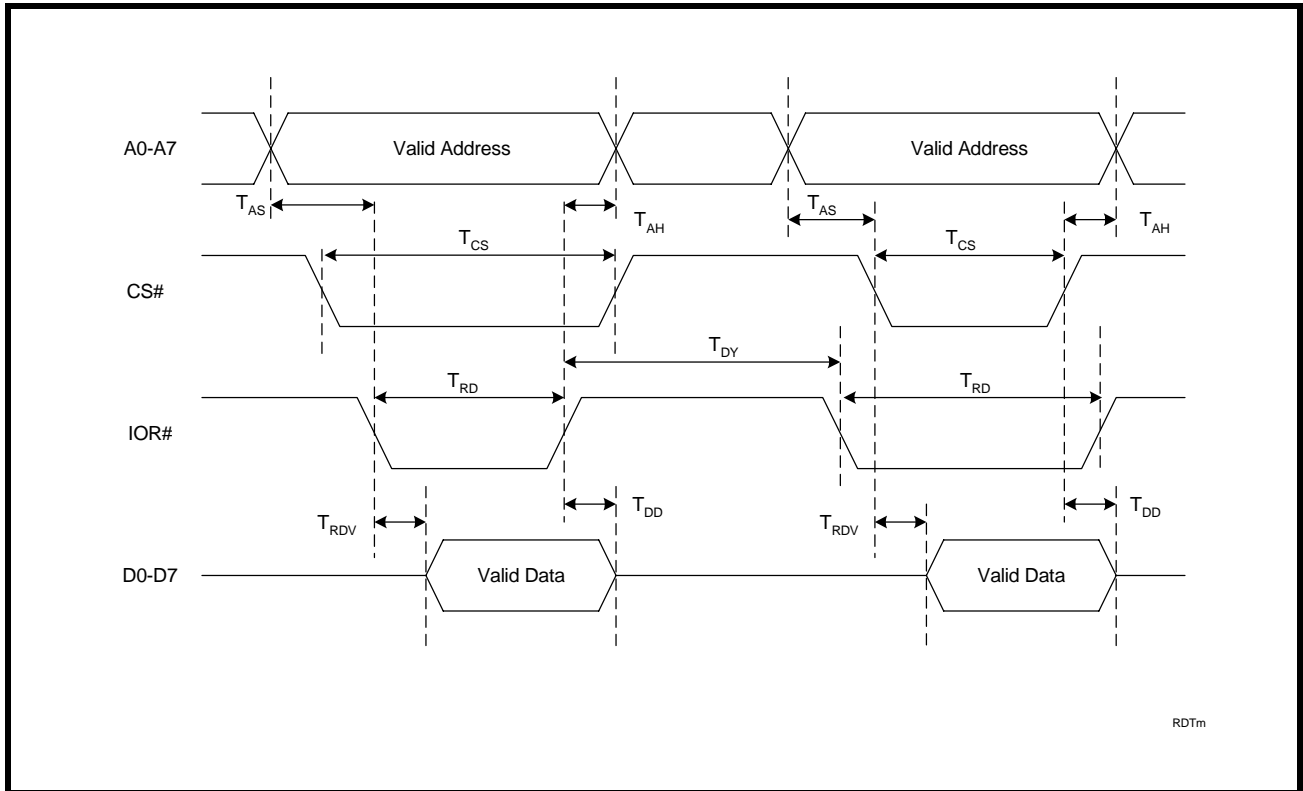 A0-A7 Valid Address Valid Address
TAS TAH TAS TAH
TCS TCS
CS#
TDY
TRD TRD
IOR#
TRDV TDD TRDV TDD
D0-D7 Valid Data Valid Data
RDTm